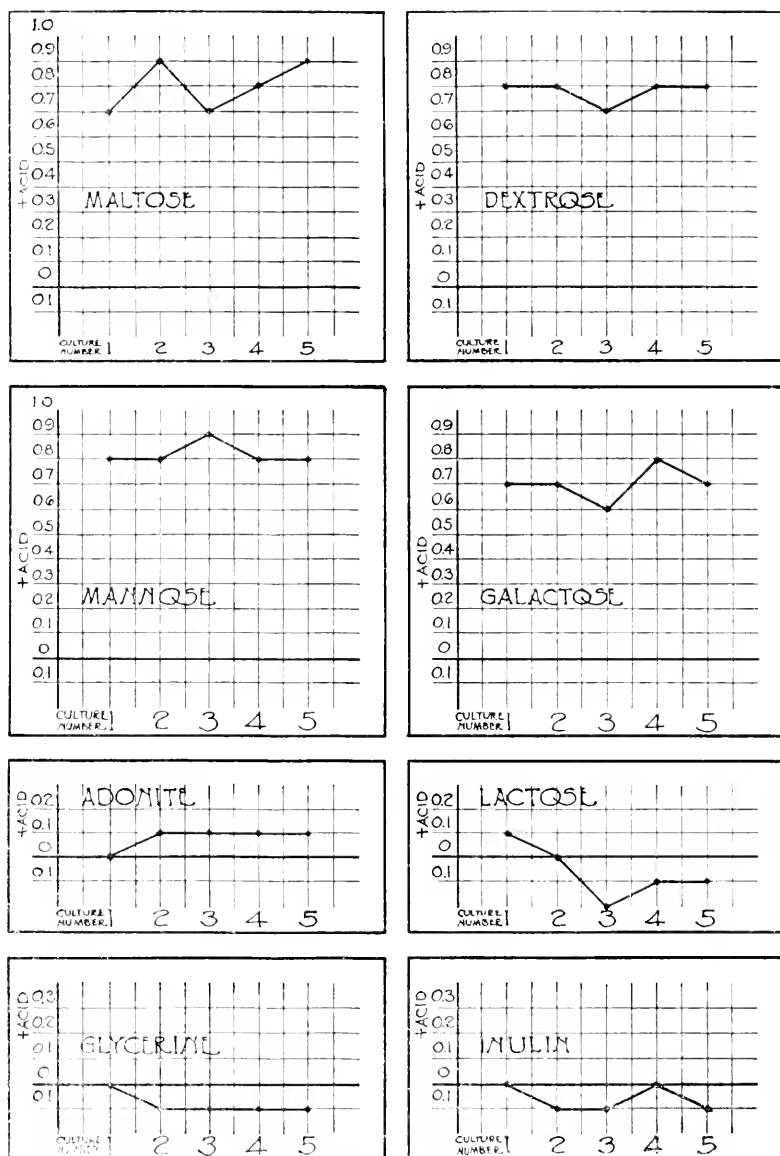 1.0
0.9
0.8
0.7
0.6
0.5
0.4
0.3
0.2
0.1
0
0.1
+ACID
MALTOSE
CULTURE
NUMBER 1 2 3 4 5
0.9
0.8
0.7
0.6
0.5
0.4
0.3
0.2
0.1
0
0.1
+ACID
DEXTROSE
CULTURE
NUMBER 1 2 3 4 5
1.0
0.9
0.8
0.7
0.6
0.5
0.4
0.3
0.2
0.1
0
0.1
+ACID
MANNOSE
CULTURE
NUMBER 1 2 3 4 5
0.9
0.8
0.7
0.6
0.5
0.4
0.3
0.2
0.1
0
0.1
+ACID
GALACTOSE
CULTURE
NUMBER 1 2 3 4 5
0.2
0.1
0
0.1
+ACID
ADONITE
CULTURE
NUMBER 1 2 3 4 5
0.2
0.1
0
0.1
+ACID
LACTOSE
CULTURE
NUMBER 1 2 3 4 5
0.3
0.2
0.1
0
0.1
+ACID
GLYCERINE
CULTURE
NUMBER 2 3 4 5
0.3
0.2
0.1
0
0.1
+ACID
INULIN
CULTURE
NUMBER 1 2 3 4 5